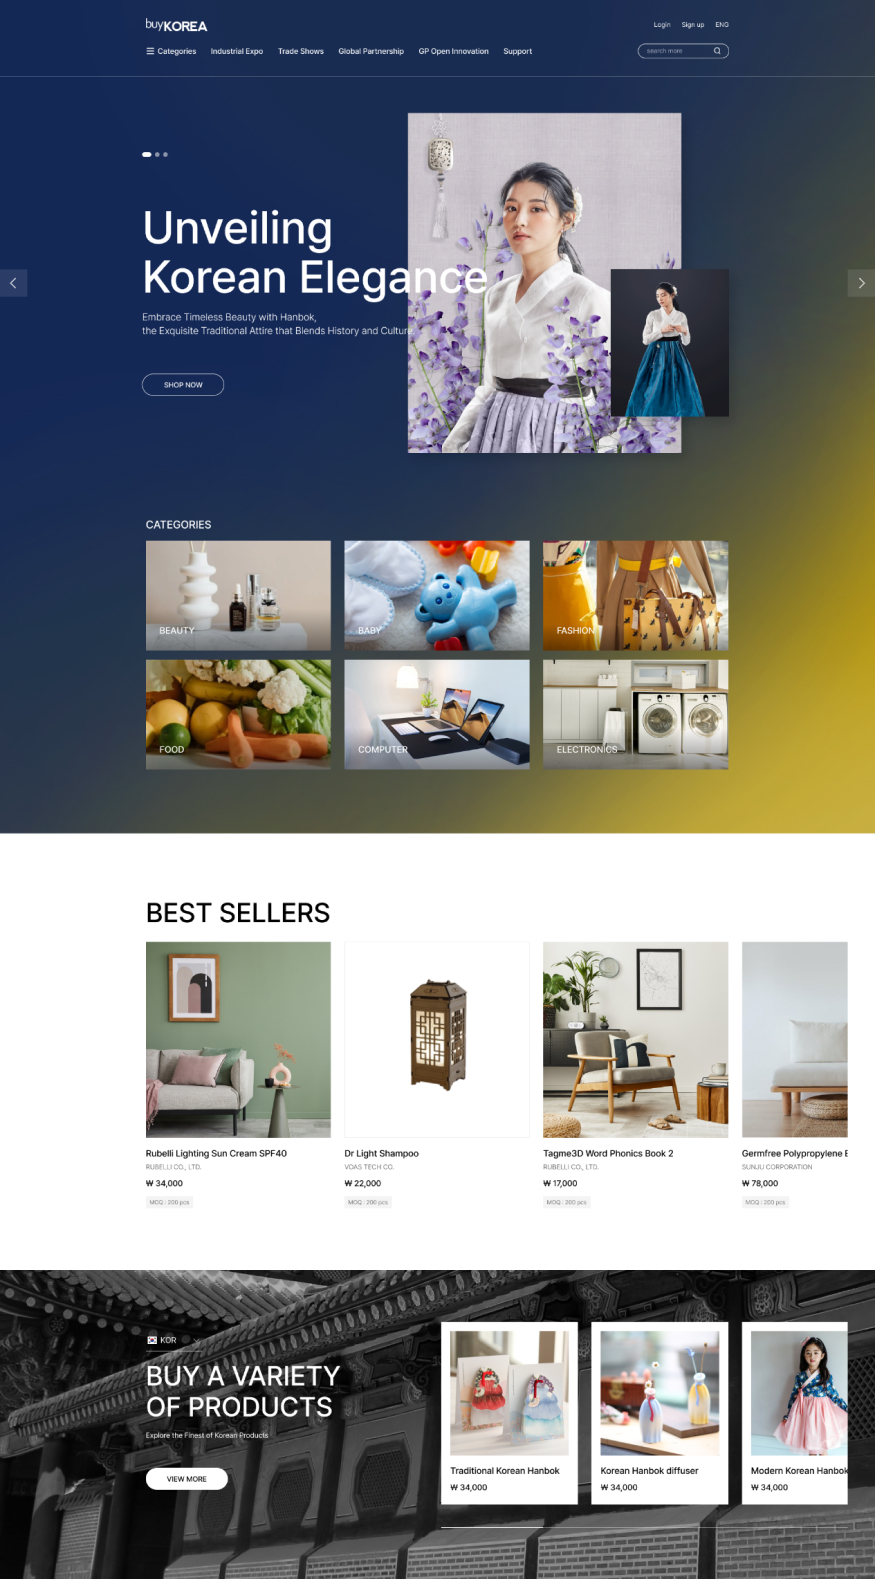 buyKOREA
Login Sign up ENG
Categories Industrial Expo Trade Shows Global Partnership GP Open Innovation Support
search more
Unveiling
Korean Elegance
Embrace Timeless Beauty with Hanbok,
the Exquisite Traditional Attire that Blends History and Culture.
SHOP NOW
CATEGORIES
BEAUTY
BABY
FASHION
FOOD
COMPUTER
ELECTRONICS
BEST SELLERS
Rubelli Lighting Sun Cream SPF40
RUBELLI CO., LTD.
₩ 34,000
MOQ : 200 pcs
Dr Light Shampoo
VOAS TECH CO.
₩ 22,000
MOQ : 200 pcs
Tagme3D Word Phonics Book 2
RUBELLI CO., LTD.
₩ 17,000
MOQ : 200 pcs
Germfree Polypropylene
SUNJU CORPORATION
₩ 78,000
MOQ : 200 pcs
KOR
BUY A VARIETY
OF PRODUCTS
Explore the Finest of Korean Products
VIEW MORE
Traditional Korean Hanbok
₩ 34,000
Korean Hanbok diffuser
₩ 34,000
Modern Korean Hanbok
₩ 34,000